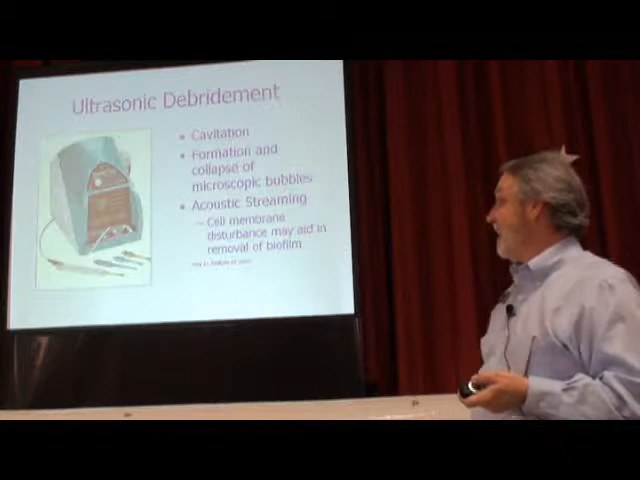 Ultrasonic Debridement
• Cavitation
• Formation and
collapse of
microscopic bubbles
• Acoustic Streaming
– Cell membrane
disturbance may aid in
removal of biofilm